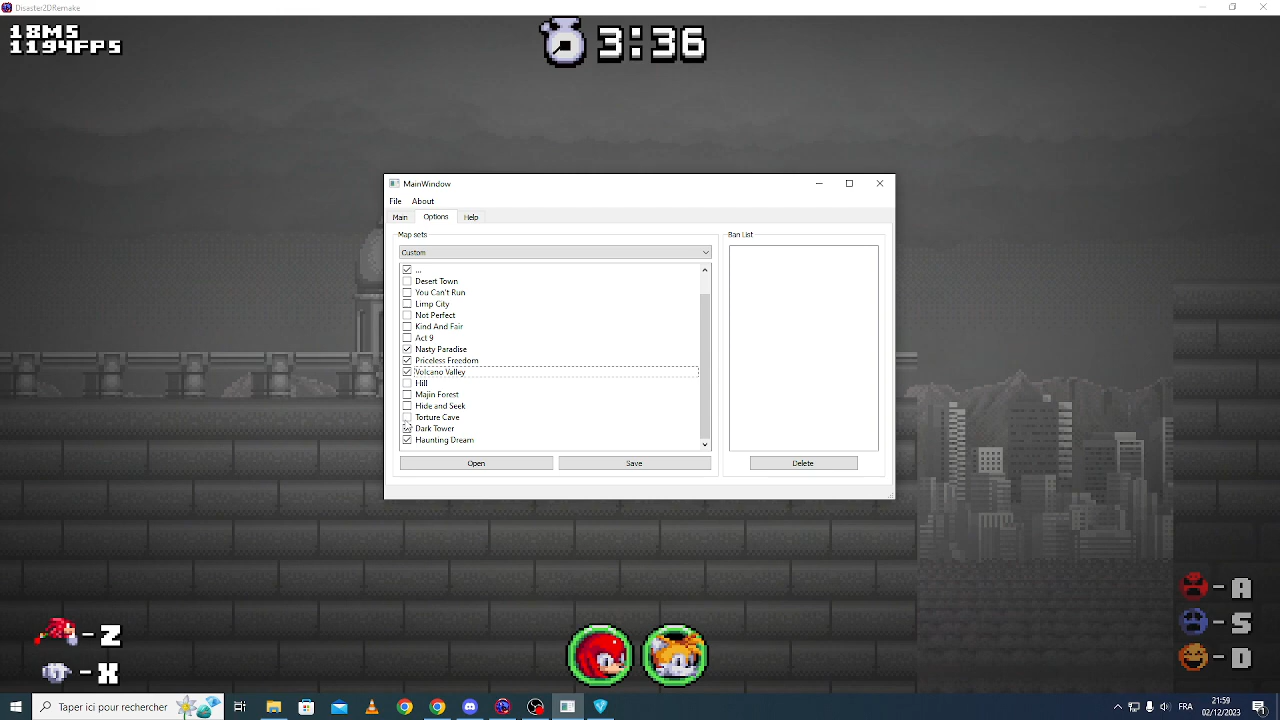 Disaster2DRemake
18MS
1194FPS
3:36
MainWindow
File About
Main Options Help
Map sets
Ban List
Custom
...
Desert Town
You Can't Run
Limp City
Not Perfect
Kind And Fair
Act 9
Nasty Paradise
Priceless Freedom
Volcano Valley
Hill
Majin Forest
Hide and Seek
Torture Cave
Dark Tower
Haunting Dream
Open Save Delete
- Z
- X
- A
- S
- D
Taper ici pour rechercher
FRA
21:59
02/12/2023